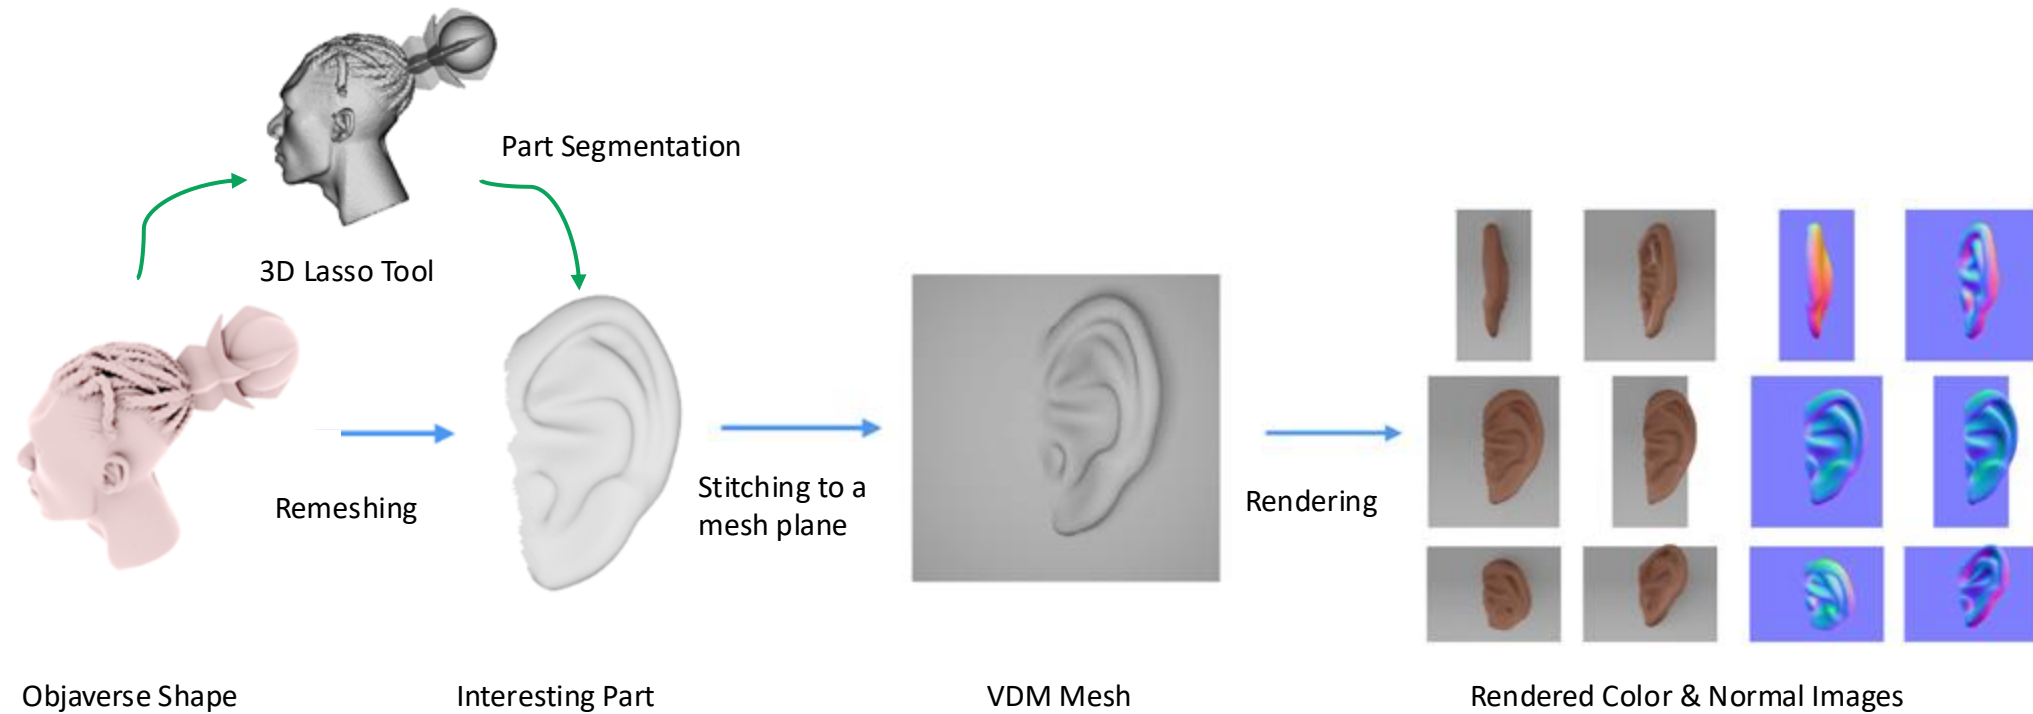 Part Segmentation
3D Lasso Tool
Remeshing
Stitching to a
mesh plane
Rendering
Objaverse Shape
Interesting Part
VDM Mesh
Rendered Color & Normal Images